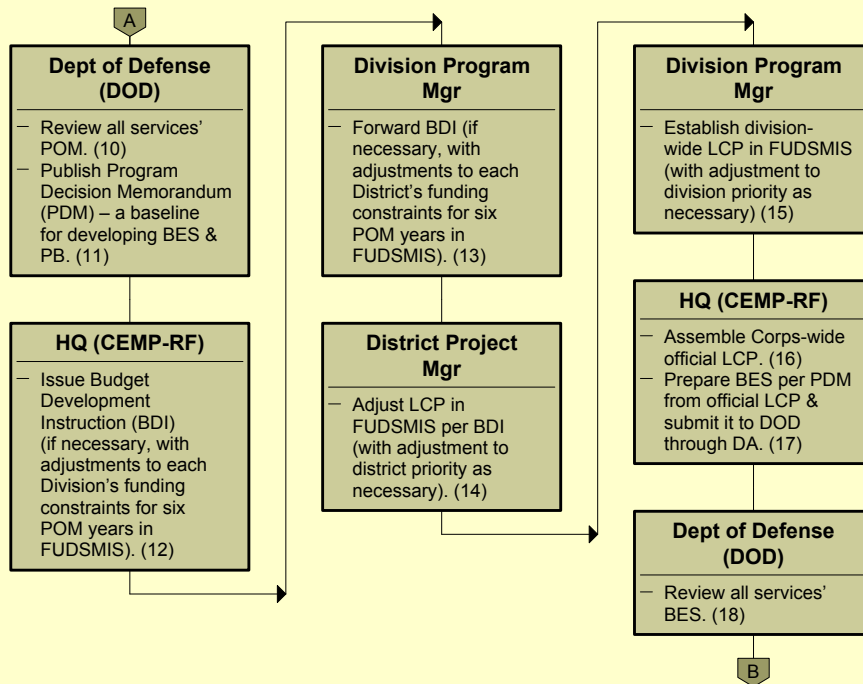 A
Dept of Defense
(DOD)
– Review all services'
POM. (10)
– Publish Program
Decision Memorandum
(PDM) – a baseline
for developing BES &
PB. (11)
HQ (CEMP-RF)
– Issue Budget
Development
Instruction (BDI)
(if necessary, with
adjustments to each
Division's funding
constraints for six
POM years in
FUDSMIS). (12)
Division Program
Mgr
– Forward BDI (if
necessary, with
adjustments to each
District's funding
constraints for six
POM years in
FUDSMIS). (13)
District Project
Mgr
– Adjust LCP in
FUDSMIS per BDI
(with adjustment to
district priority as
necessary). (14)
Division Program
Mgr
– Establish division-
wide LCP in FUDSMIS
(with adjustment to
division priority as
necessary) (15)
HQ (CEMP-RF)
– Assemble Corps-wide
official LCP. (16)
– Prepare BES per PDM
from official LCP &
submit it to DOD
through DA. (17)
Dept of Defense
(DOD)
– Review all services'
BES. (18)
B